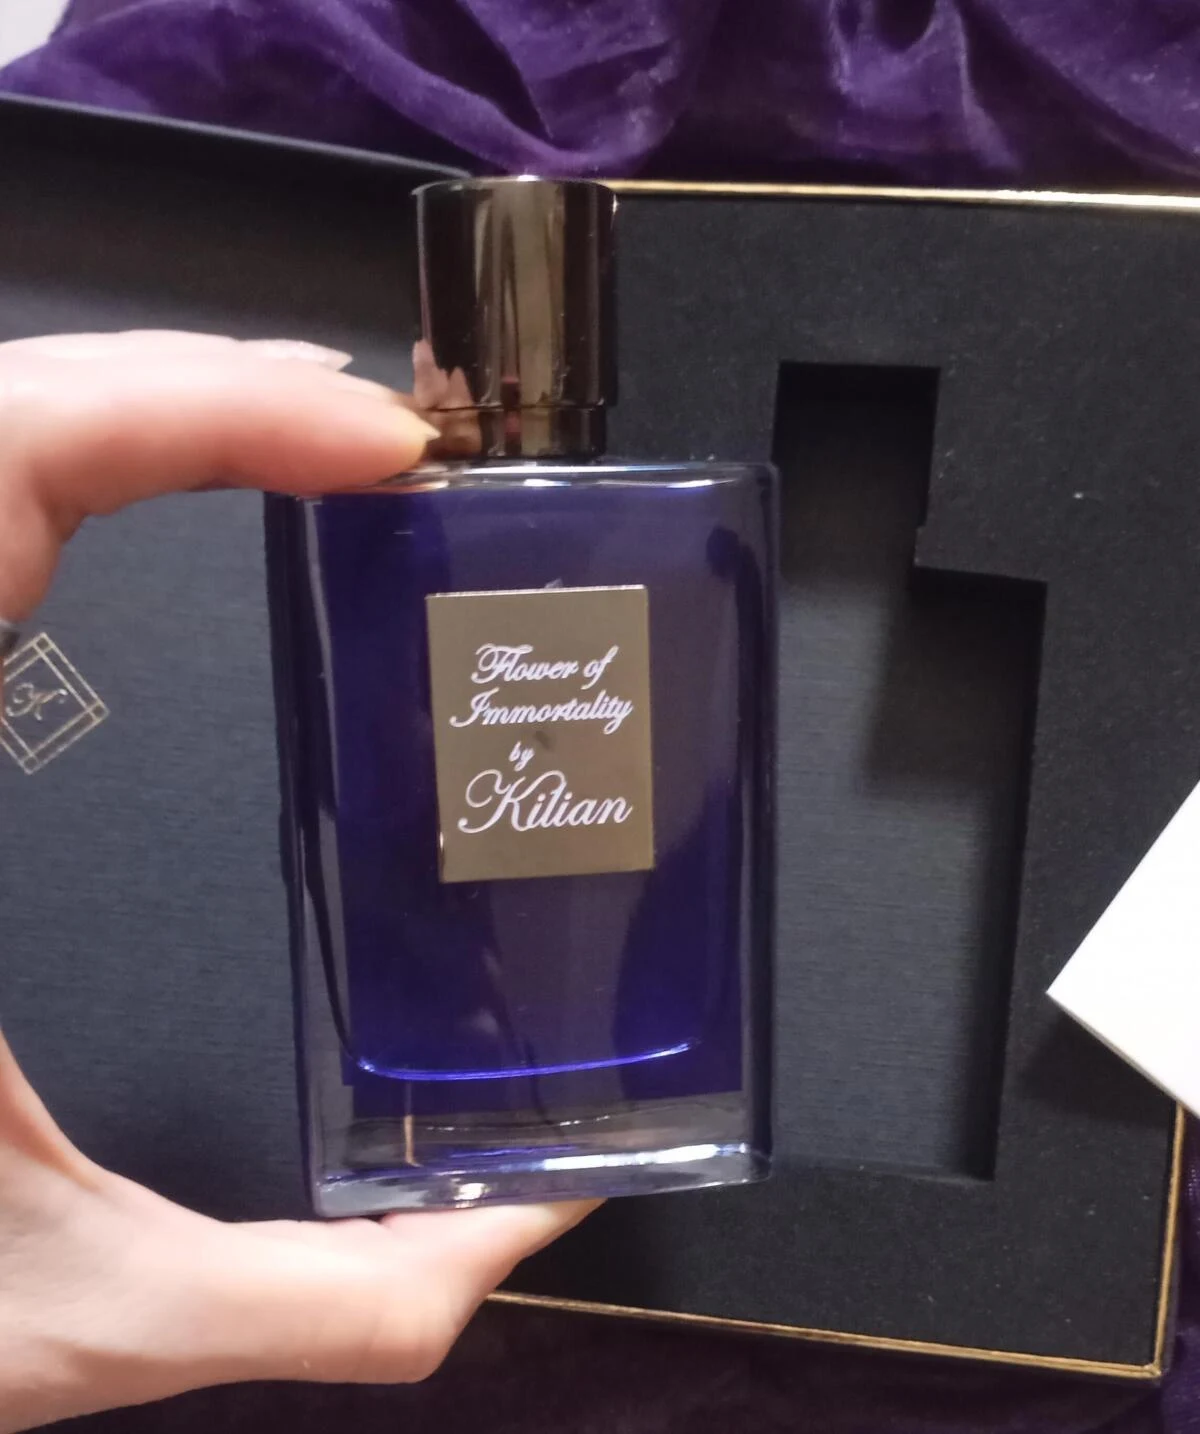 Flower of
Immortality
by
Kilian
K